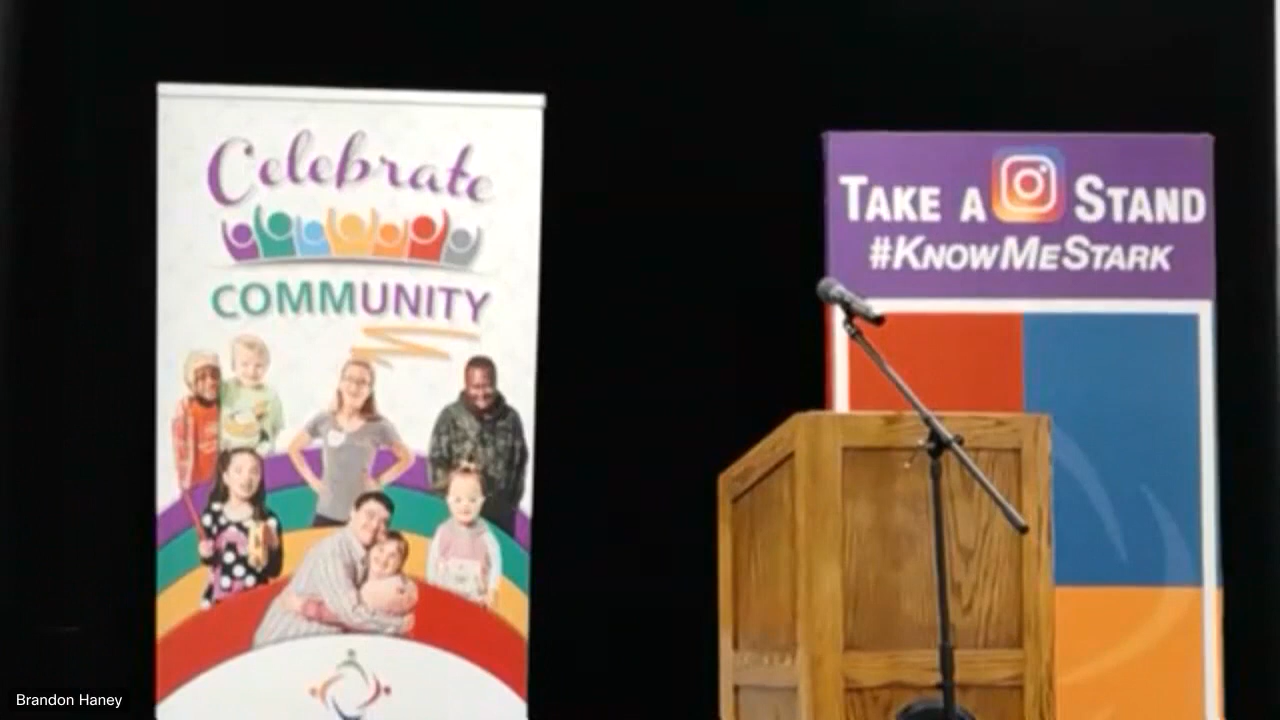 Celebrate
COMMUNITY
TAKE A STAND
#KNOWMESTARK
Brandon Haney